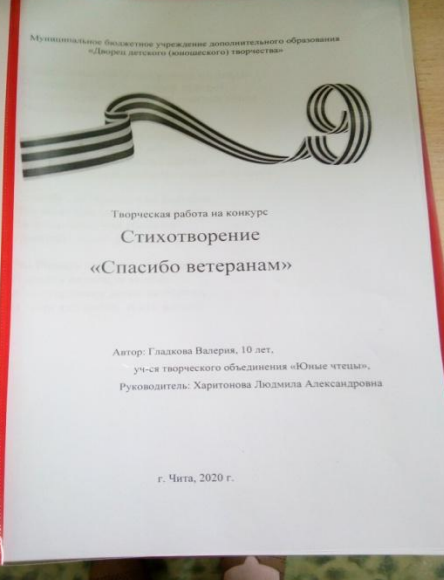 Муниципальное бюджетное учреждение дополнительного образования
«Дворец детского (юношеского) творчества»
9
Творческая работа на конкурс
Стихотворение
«Спасибо ветеранам»
Автор: Гладкова Валерия, 10 лет,
уч-ся творческого объединения «Юные чтецы»,
Руководитель: Харитонова Людмила Александровна
г. Чита, 2020 г.